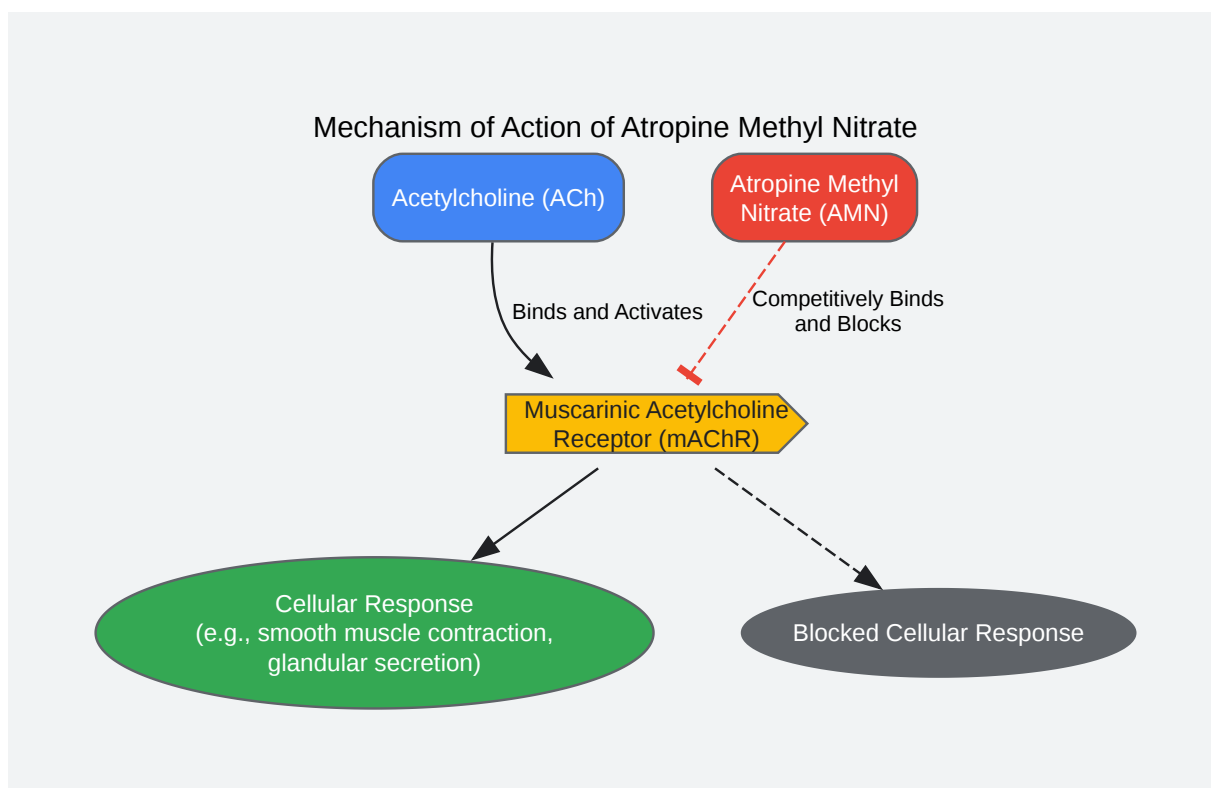 Mechanism of Action of Atropine Methyl Nitrate
Acetylcholine (ACh)
Atropine Methyl
Nitrate (AMN)
Binds and Activates
Competitively Binds
and Blocks
Muscarinic Acetylcholine
Receptor (mAChR)
Cellular Response
(e.g., smooth muscle contraction,
glandular secretion)
Blocked Cellular Response